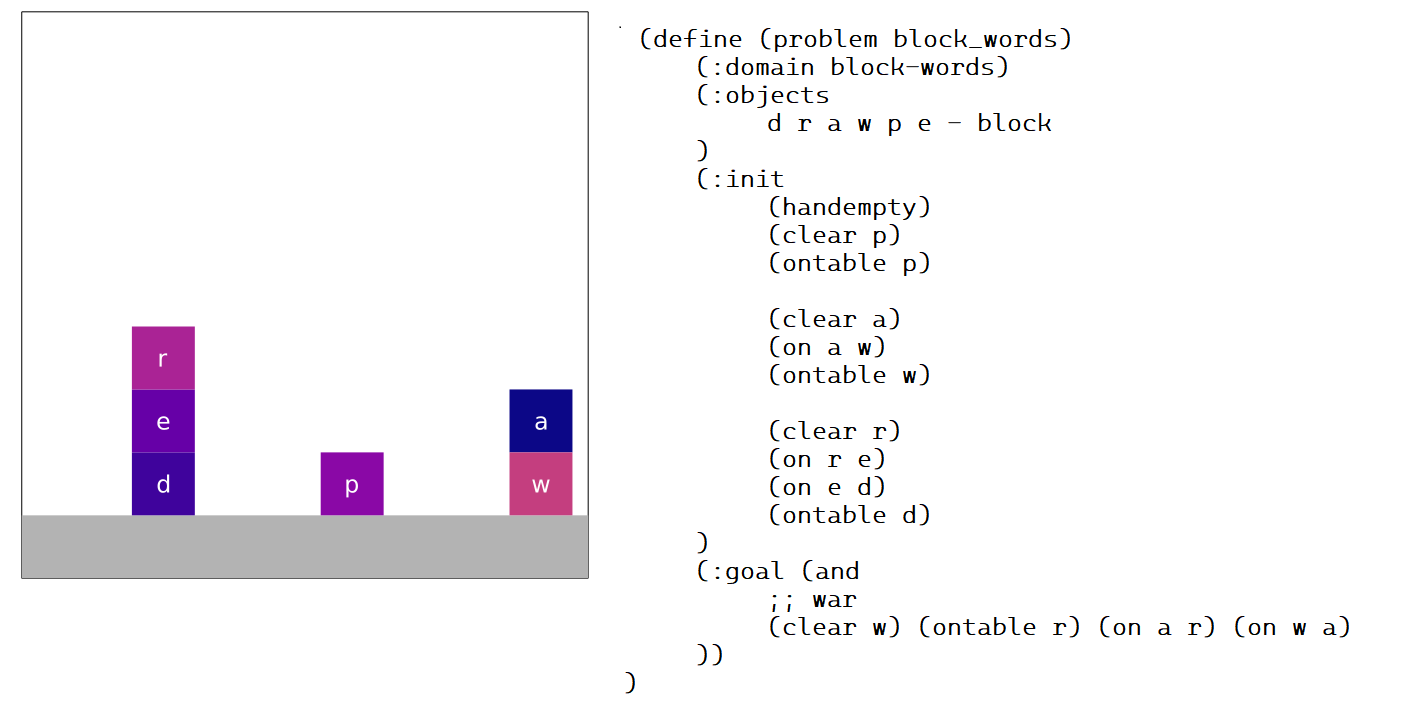 r
e
d
p
a
w
(define (problem block_words)
(:domain block-words)
(:objects
d r a w p e - block
)
(:init
(handempty)
(clear p)
(ontable p)
(clear a)
(on a w)
(ontable w)
(clear r)
(on r e)
(on e d)
(ontable d)
)
(:goal (and
;; war
(clear w) (ontable r) (on a r) (on w a)
))
)